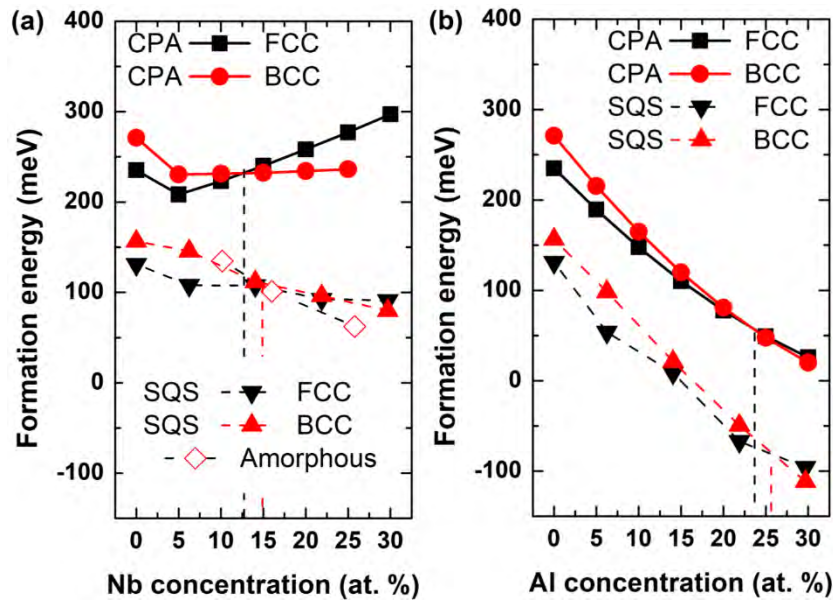 (a)
400
300
200
100
0
-100
Formation energy (meV)
CPA FCC
CPA BCC
SQS FCC
SQS BCC
Amorphous
0 5 10 15 20 25 30
Nb concentration (at. %)
(b)
400
300
200
100
0
-100
Formation energy (meV)
CPA FCC
CPA BCC
SQS FCC
SQS BCC
0 5 10 15 20 25 30
Al concentration (at. %)